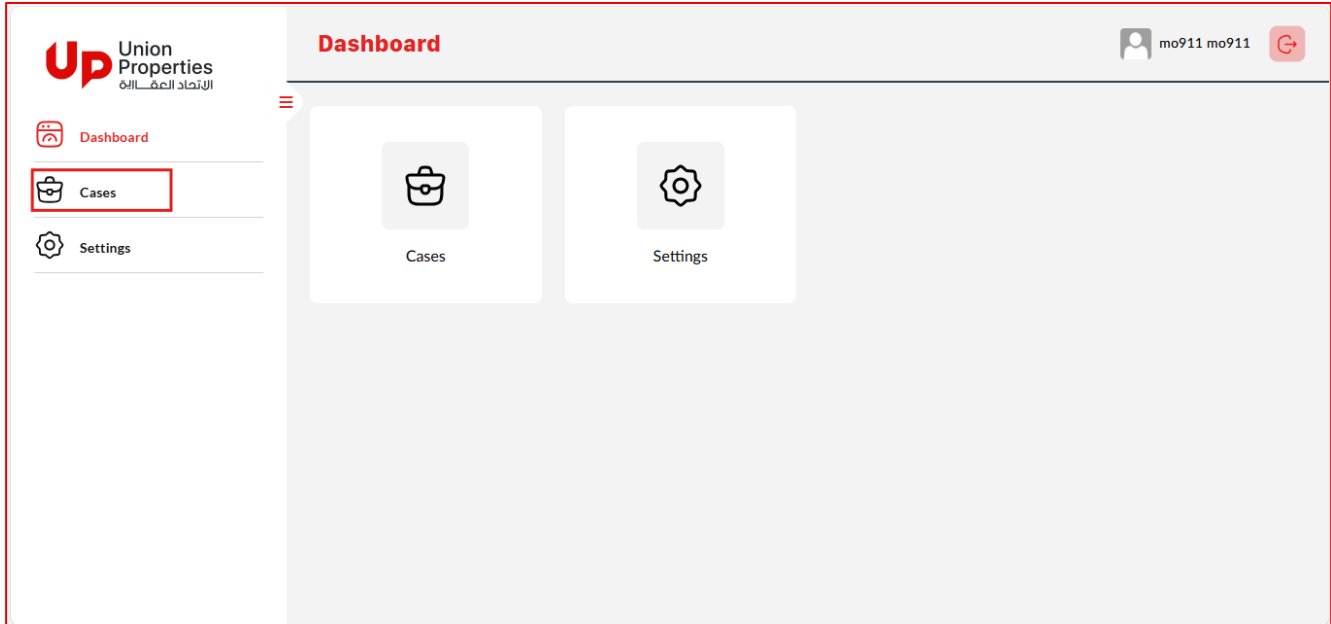 Union
Properties
الاتحاد العقارية
Dashboard
mo911 mo911
Dashboard
Cases
Settings
Cases
Settings